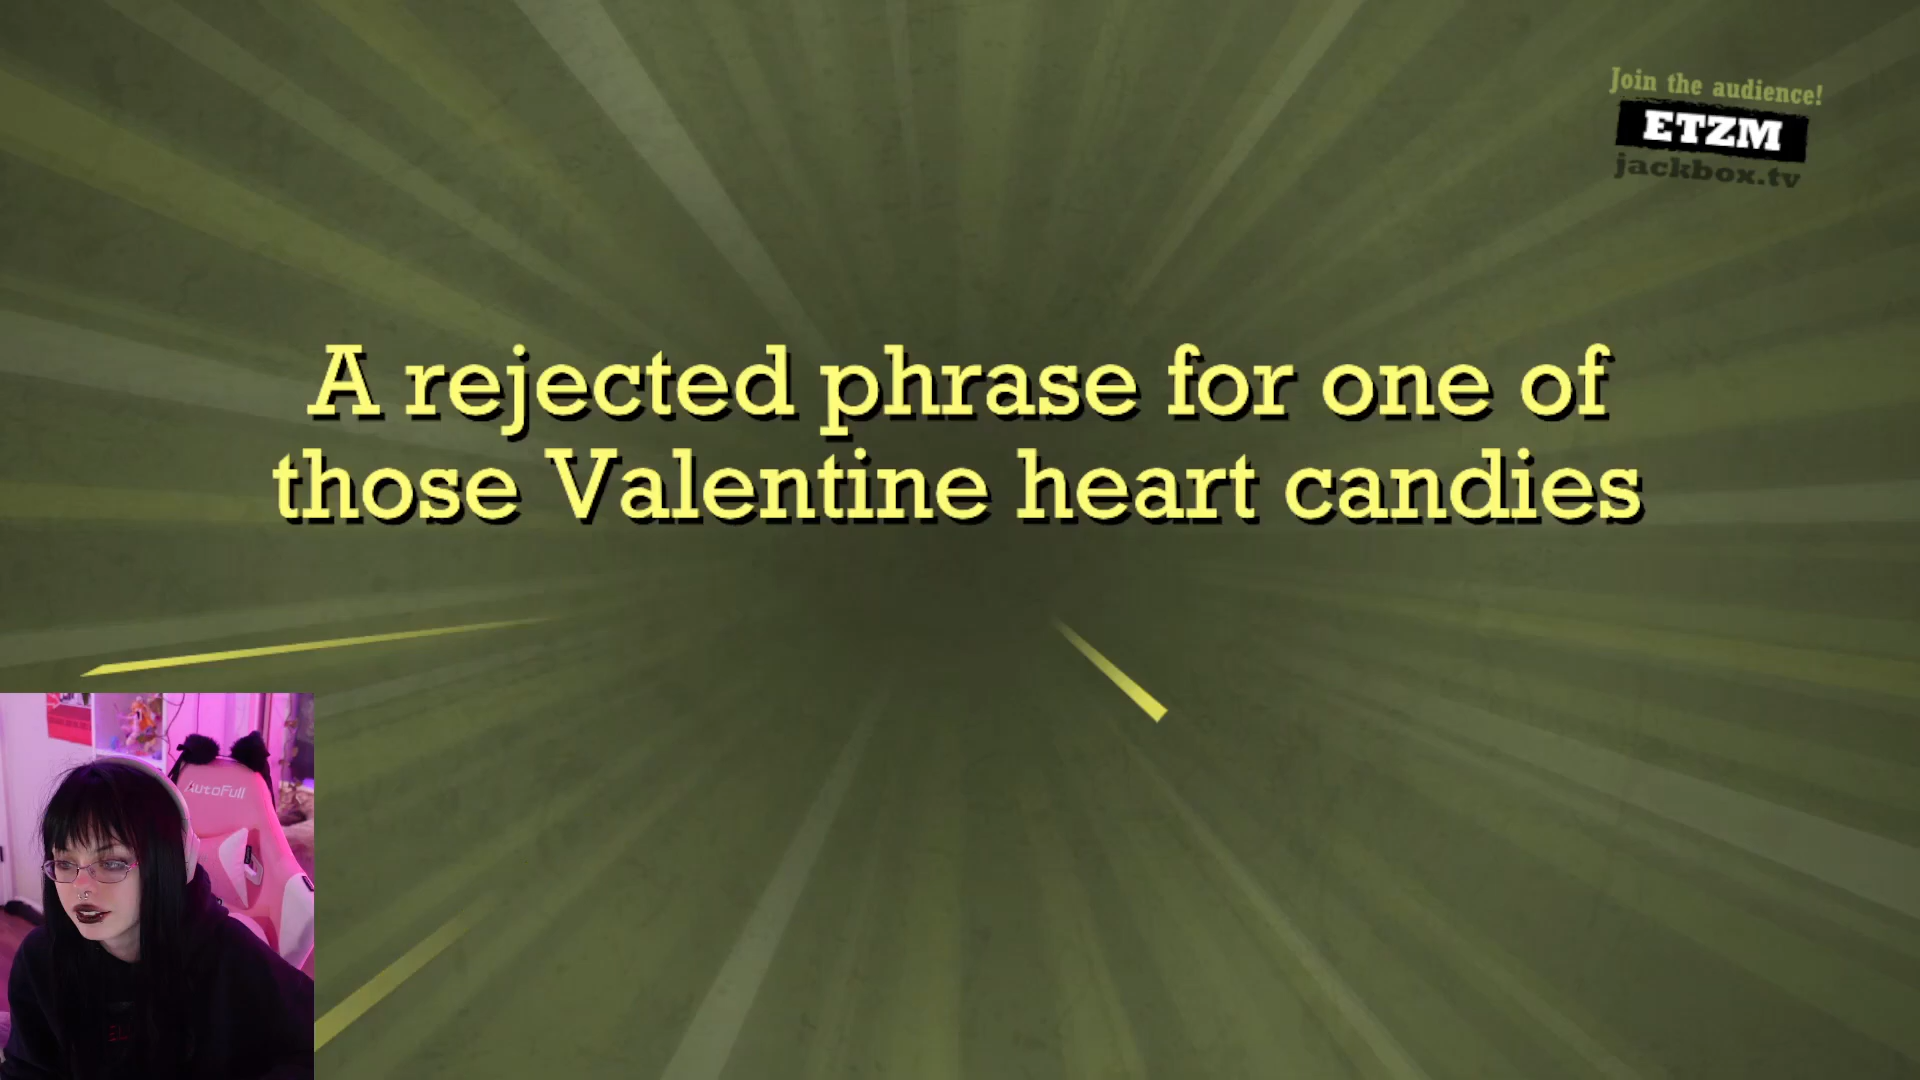 Join the audience!
ETZM
jackbox.tv
A rejected phrase for one of
those Valentine heart candies
AutoFull